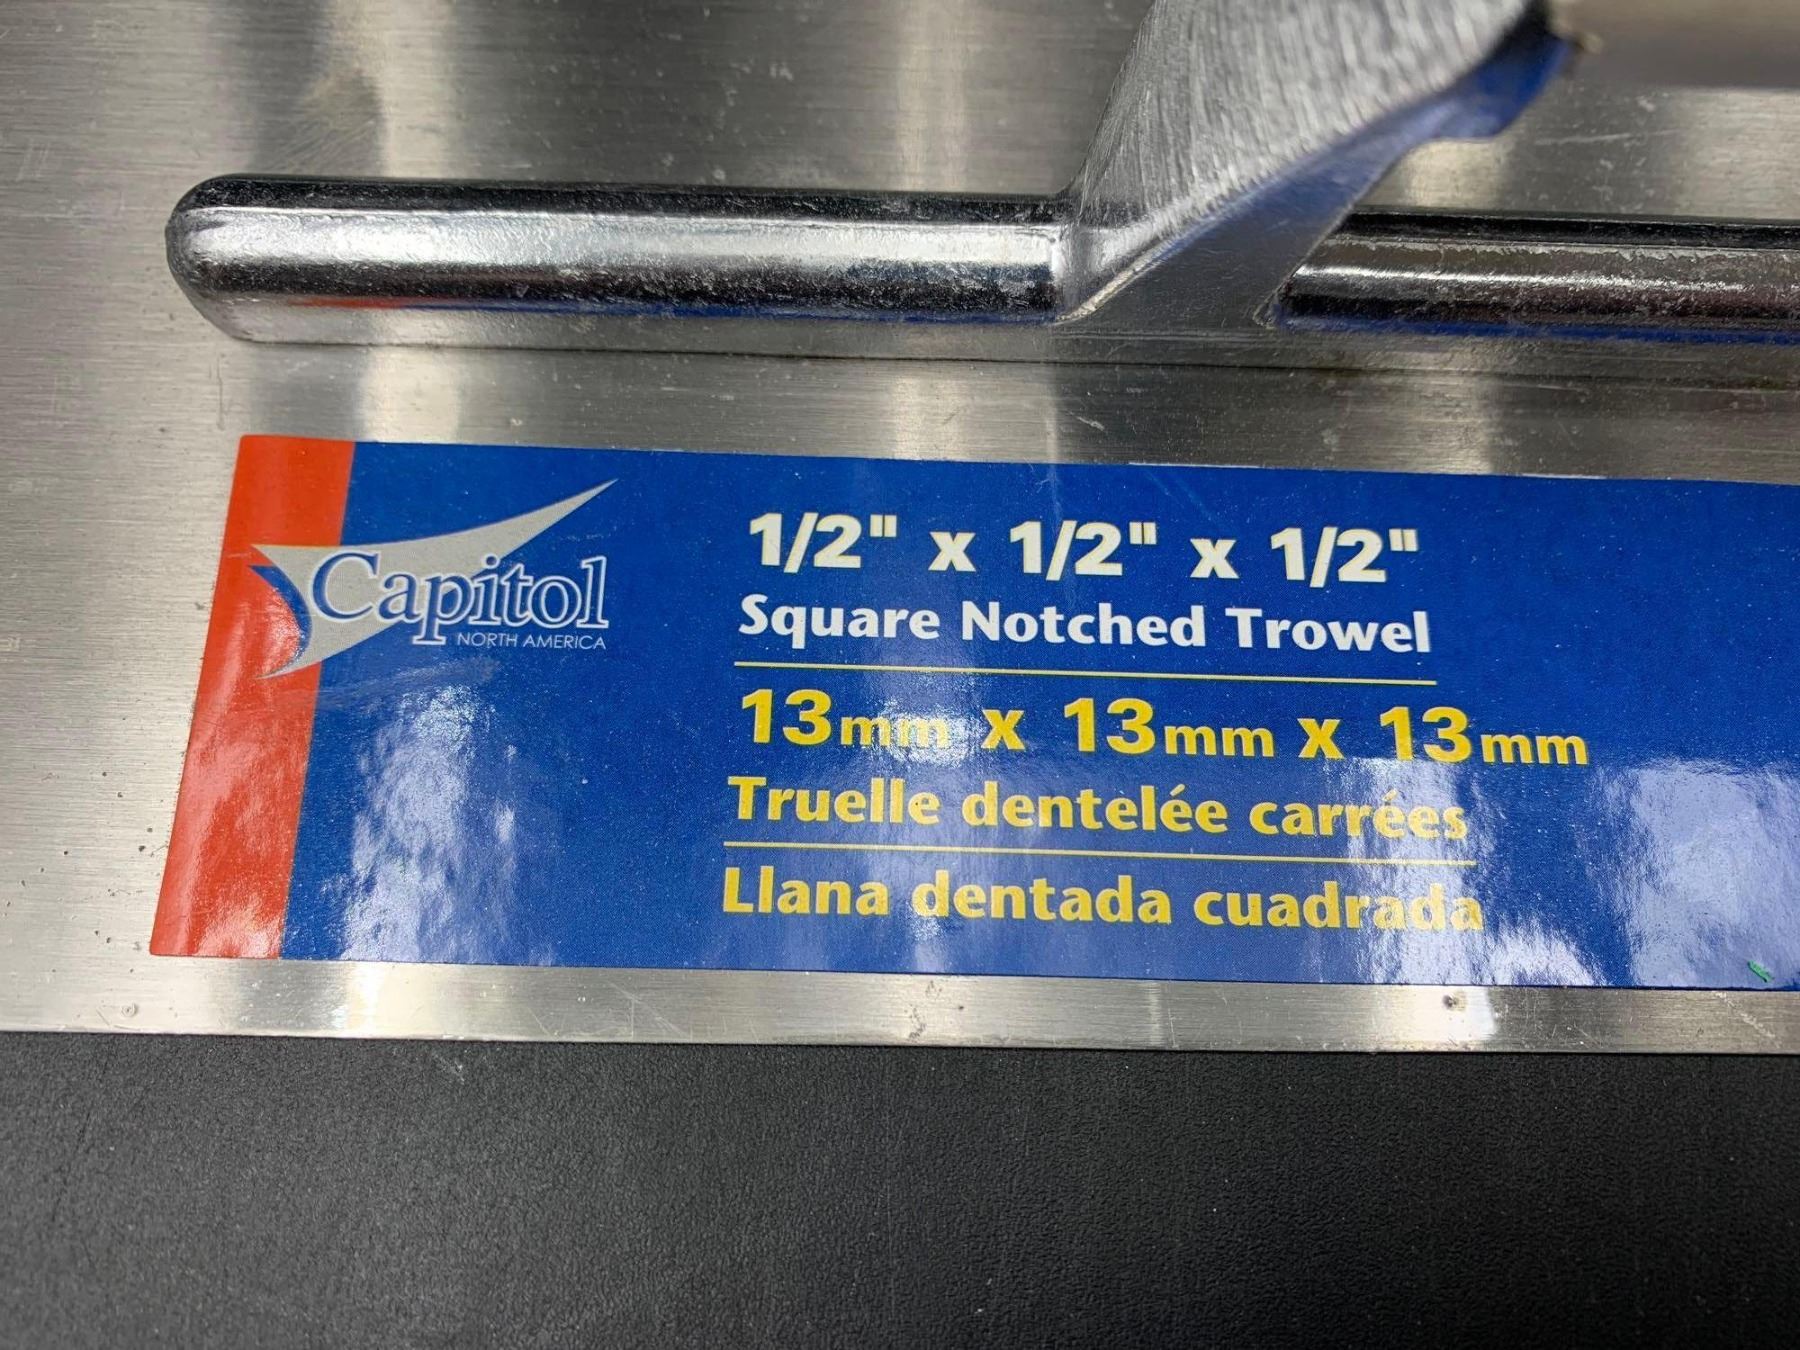 Capitol
NORTH AMERICA
1/2" x 1/2" x 1/2"
Square Notched Trowel
13mm x 13mm x 13mm
Truelle dentelée carrées
Llana dentada cuadrada